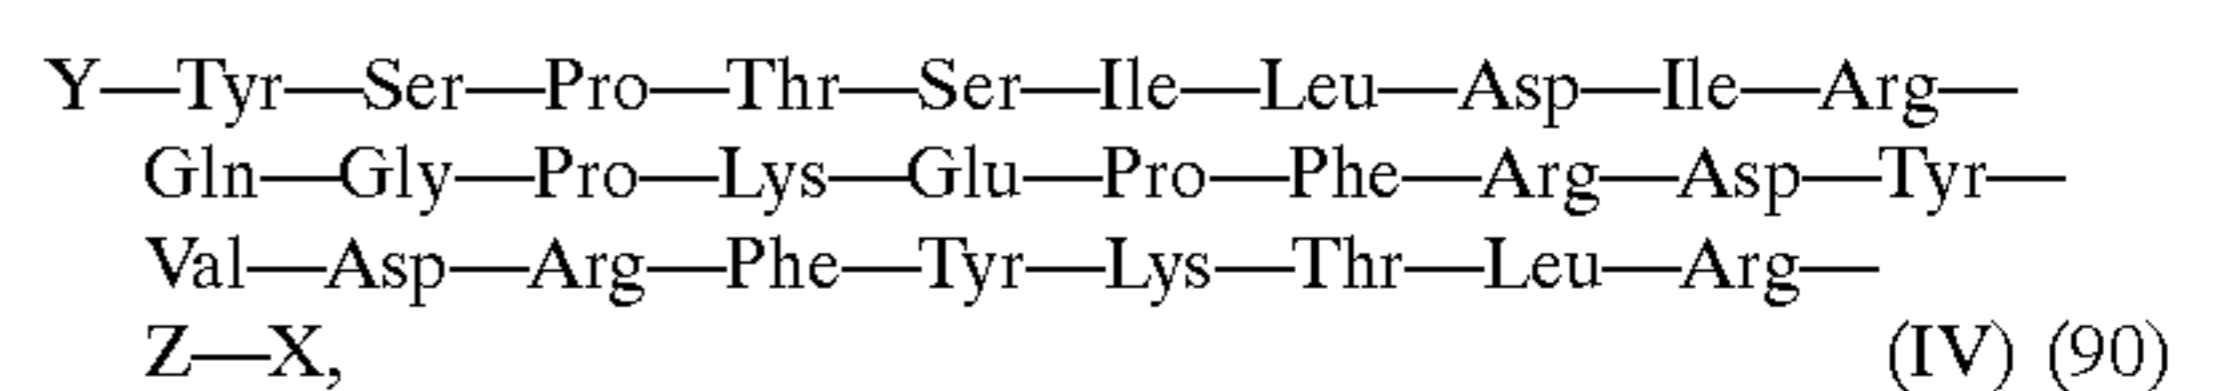 Y—Tyr—Ser—Pro—Thr—Ser—Ile—Leu—Asp—Ile—Arg—
Gln—Gly—Pro—Lys—Glu—Pro—Phe—Arg—Asp—Tyr—
Val—Asp—Arg—Phe—Tyr—Lys—Thr—Leu—Arg—
Z—X, (IV) (90)